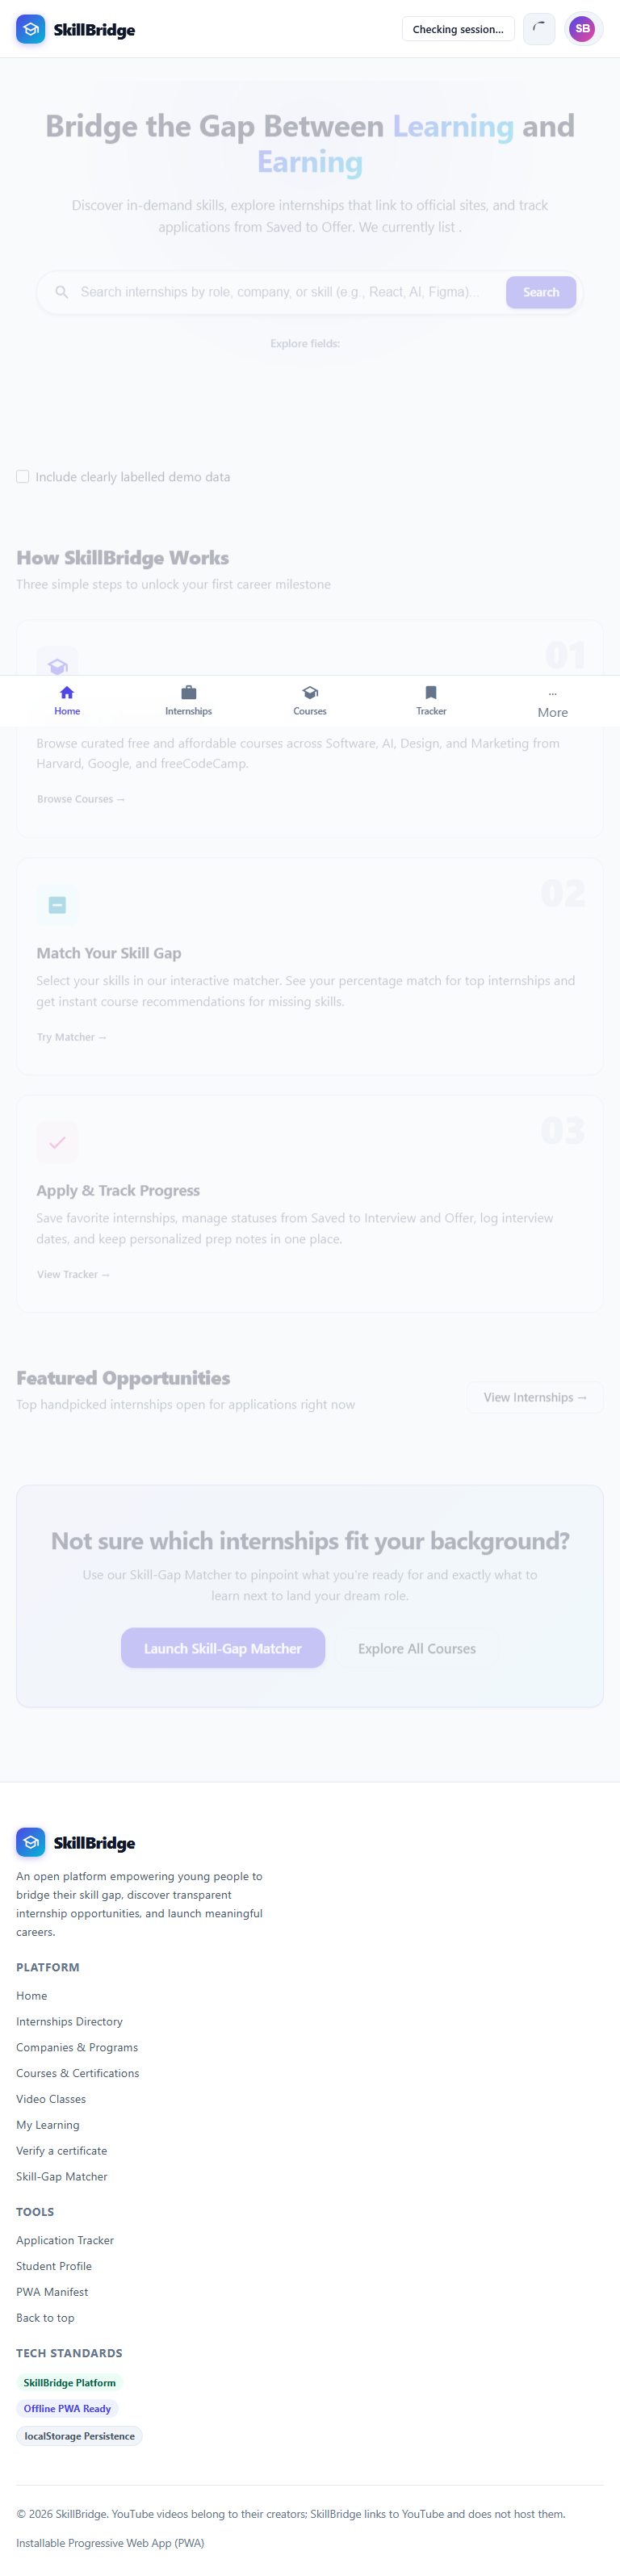 SkillBridge
Checking session...
SB
Bridge the Gap Between Learning and
Earning
Discover in-demand skills, explore internships that link to official sites, and track
applications from Saved to Offer. We currently list .
Search internships by role, company, or skill (e.g., React, AI, Figma)...
Search
Explore fields:
Include clearly labelled demo data
How SkillBridge Works
Three simple steps to unlock your first career milestone
01
Home
Internships
Courses
Tracker
...
More
Browse curated free and affordable courses across Software, AI, Design, and Marketing from
Harvard, Google, and freeCodeCamp.
Browse Courses →
02
Match Your Skill Gap
Select your skills in our interactive matcher. See your percentage match for top internships and
get instant course recommendations for missing skills.
Try Matcher →
03
Apply & Track Progress
Save favorite internships, manage statuses from Saved to Interview and Offer, log interview
dates, and keep personalized prep notes in one place.
View Tracker →
Featured Opportunities
Top handpicked internships open for applications right now
View Internships →
Not sure which internships fit your background?
Use our Skill-Gap Matcher to pinpoint what you're ready for and exactly what to
learn next to land your dream role.
Launch Skill-Gap Matcher
Explore All Courses
SkillBridge
An open platform empowering young people to
bridge their skill gap, discover transparent
internship opportunities, and launch meaningful
careers.
PLATFORM
Home
Internships Directory
Companies & Programs
Courses & Certifications
Video Classes
My Learning
Verify a certificate
Skill-Gap Matcher
TOOLS
Application Tracker
Student Profile
PWA Manifest
Back to top
TECH STANDARDS
SkillBridge Platform
Offline PWA Ready
localStorage Persistence
© 2026 SkillBridge. YouTube videos belong to their creators; SkillBridge links to YouTube and does not host them.
Installable Progressive Web App (PWA)